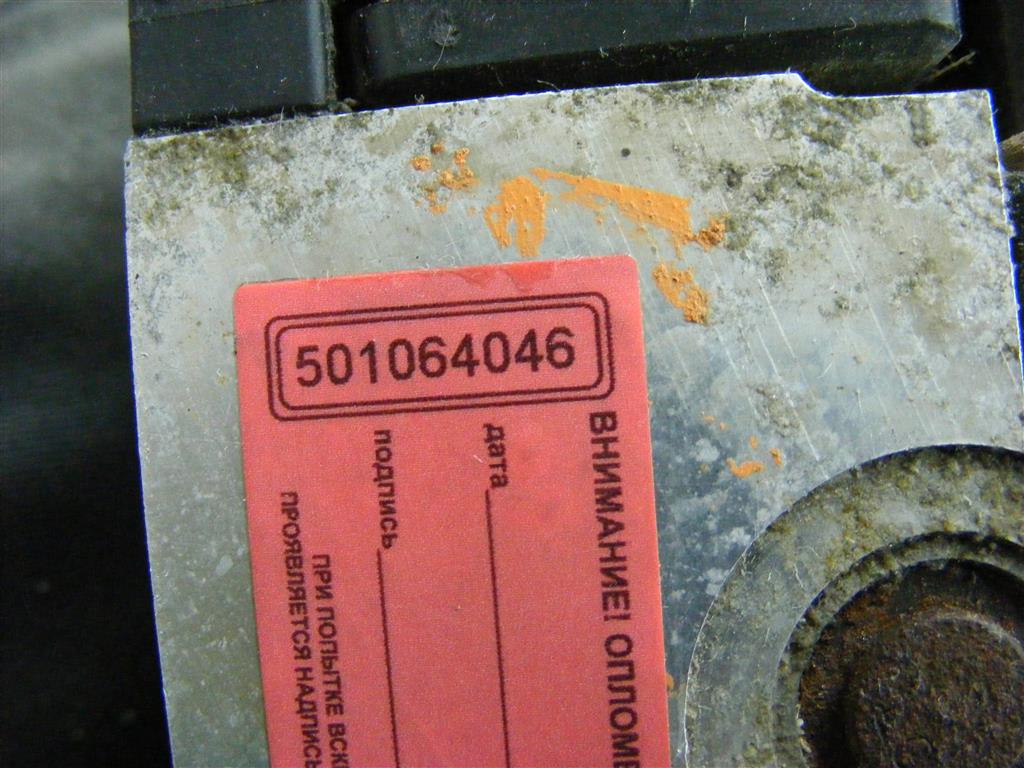 501064046
ВНИМАНИЕ! ОПЛОМБ
дата
подпись
ПРИ ПОПЫТКЕ ВСК
ПРОЯВЛЯЕТСЯ НАДПИСЬ